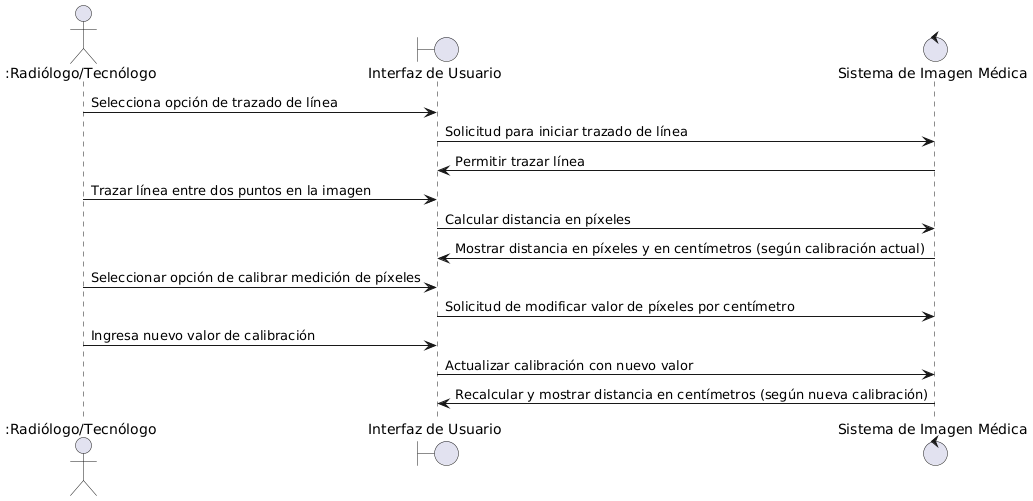 :Radiólogo/Tecnólogo
Interfaz de Usuario
Sistema de Imagen Médica
Selecciona opción de trazado de línea
Solicitud para iniciar trazado de línea
Permitir trazar línea
Trazar línea entre dos puntos en la imagen
Calcular distancia en píxeles
Mostrar distancia en píxeles y en centímetros (según calibración actual)
Seleccionar opción de calibrar medición de píxeles
Solicitud de modificar valor de píxeles por centímetro
Ingresa nuevo valor de calibración
Actualizar calibración con nuevo valor
Recalcular y mostrar distancia en centímetros (según nueva calibración)
:Radiólogo/Tecnólogo
Interfaz de Usuario
Sistema de Imagen Médica